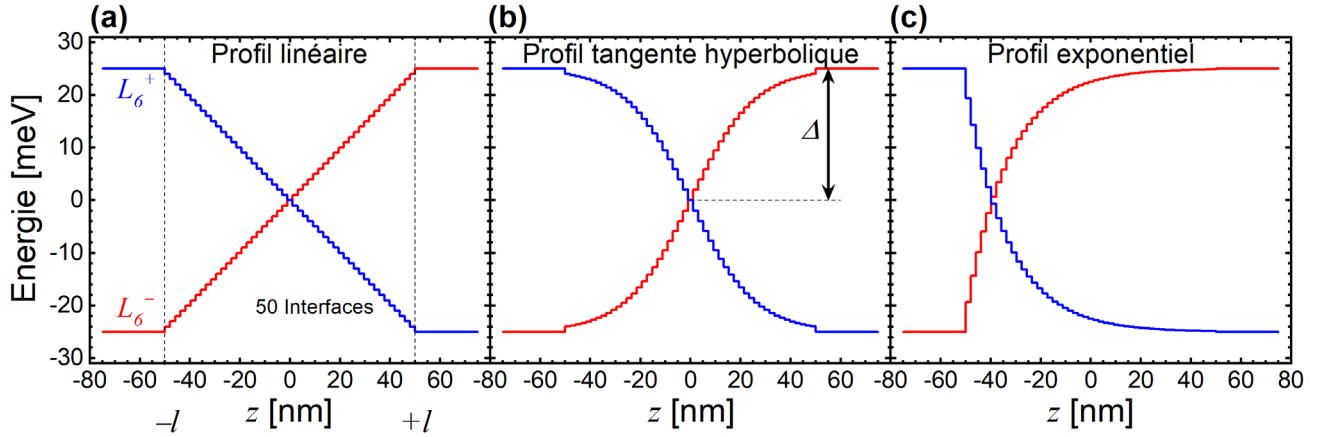 (a) (b) (c)
Profil linéaire Profil tangente hyperbolique Profil exponentiel
Energie [meV]
30
20
10
0
-10
-20
-30
L6+
L6−
50 Interfaces
Δ
-80 -60 -40 -20 0 20 40 60 -80 -60 -40 -20 0 20 40 60 -80 -60 -40 -20 0 20 40 60 80
z [nm] z [nm] z [nm]
−l +l